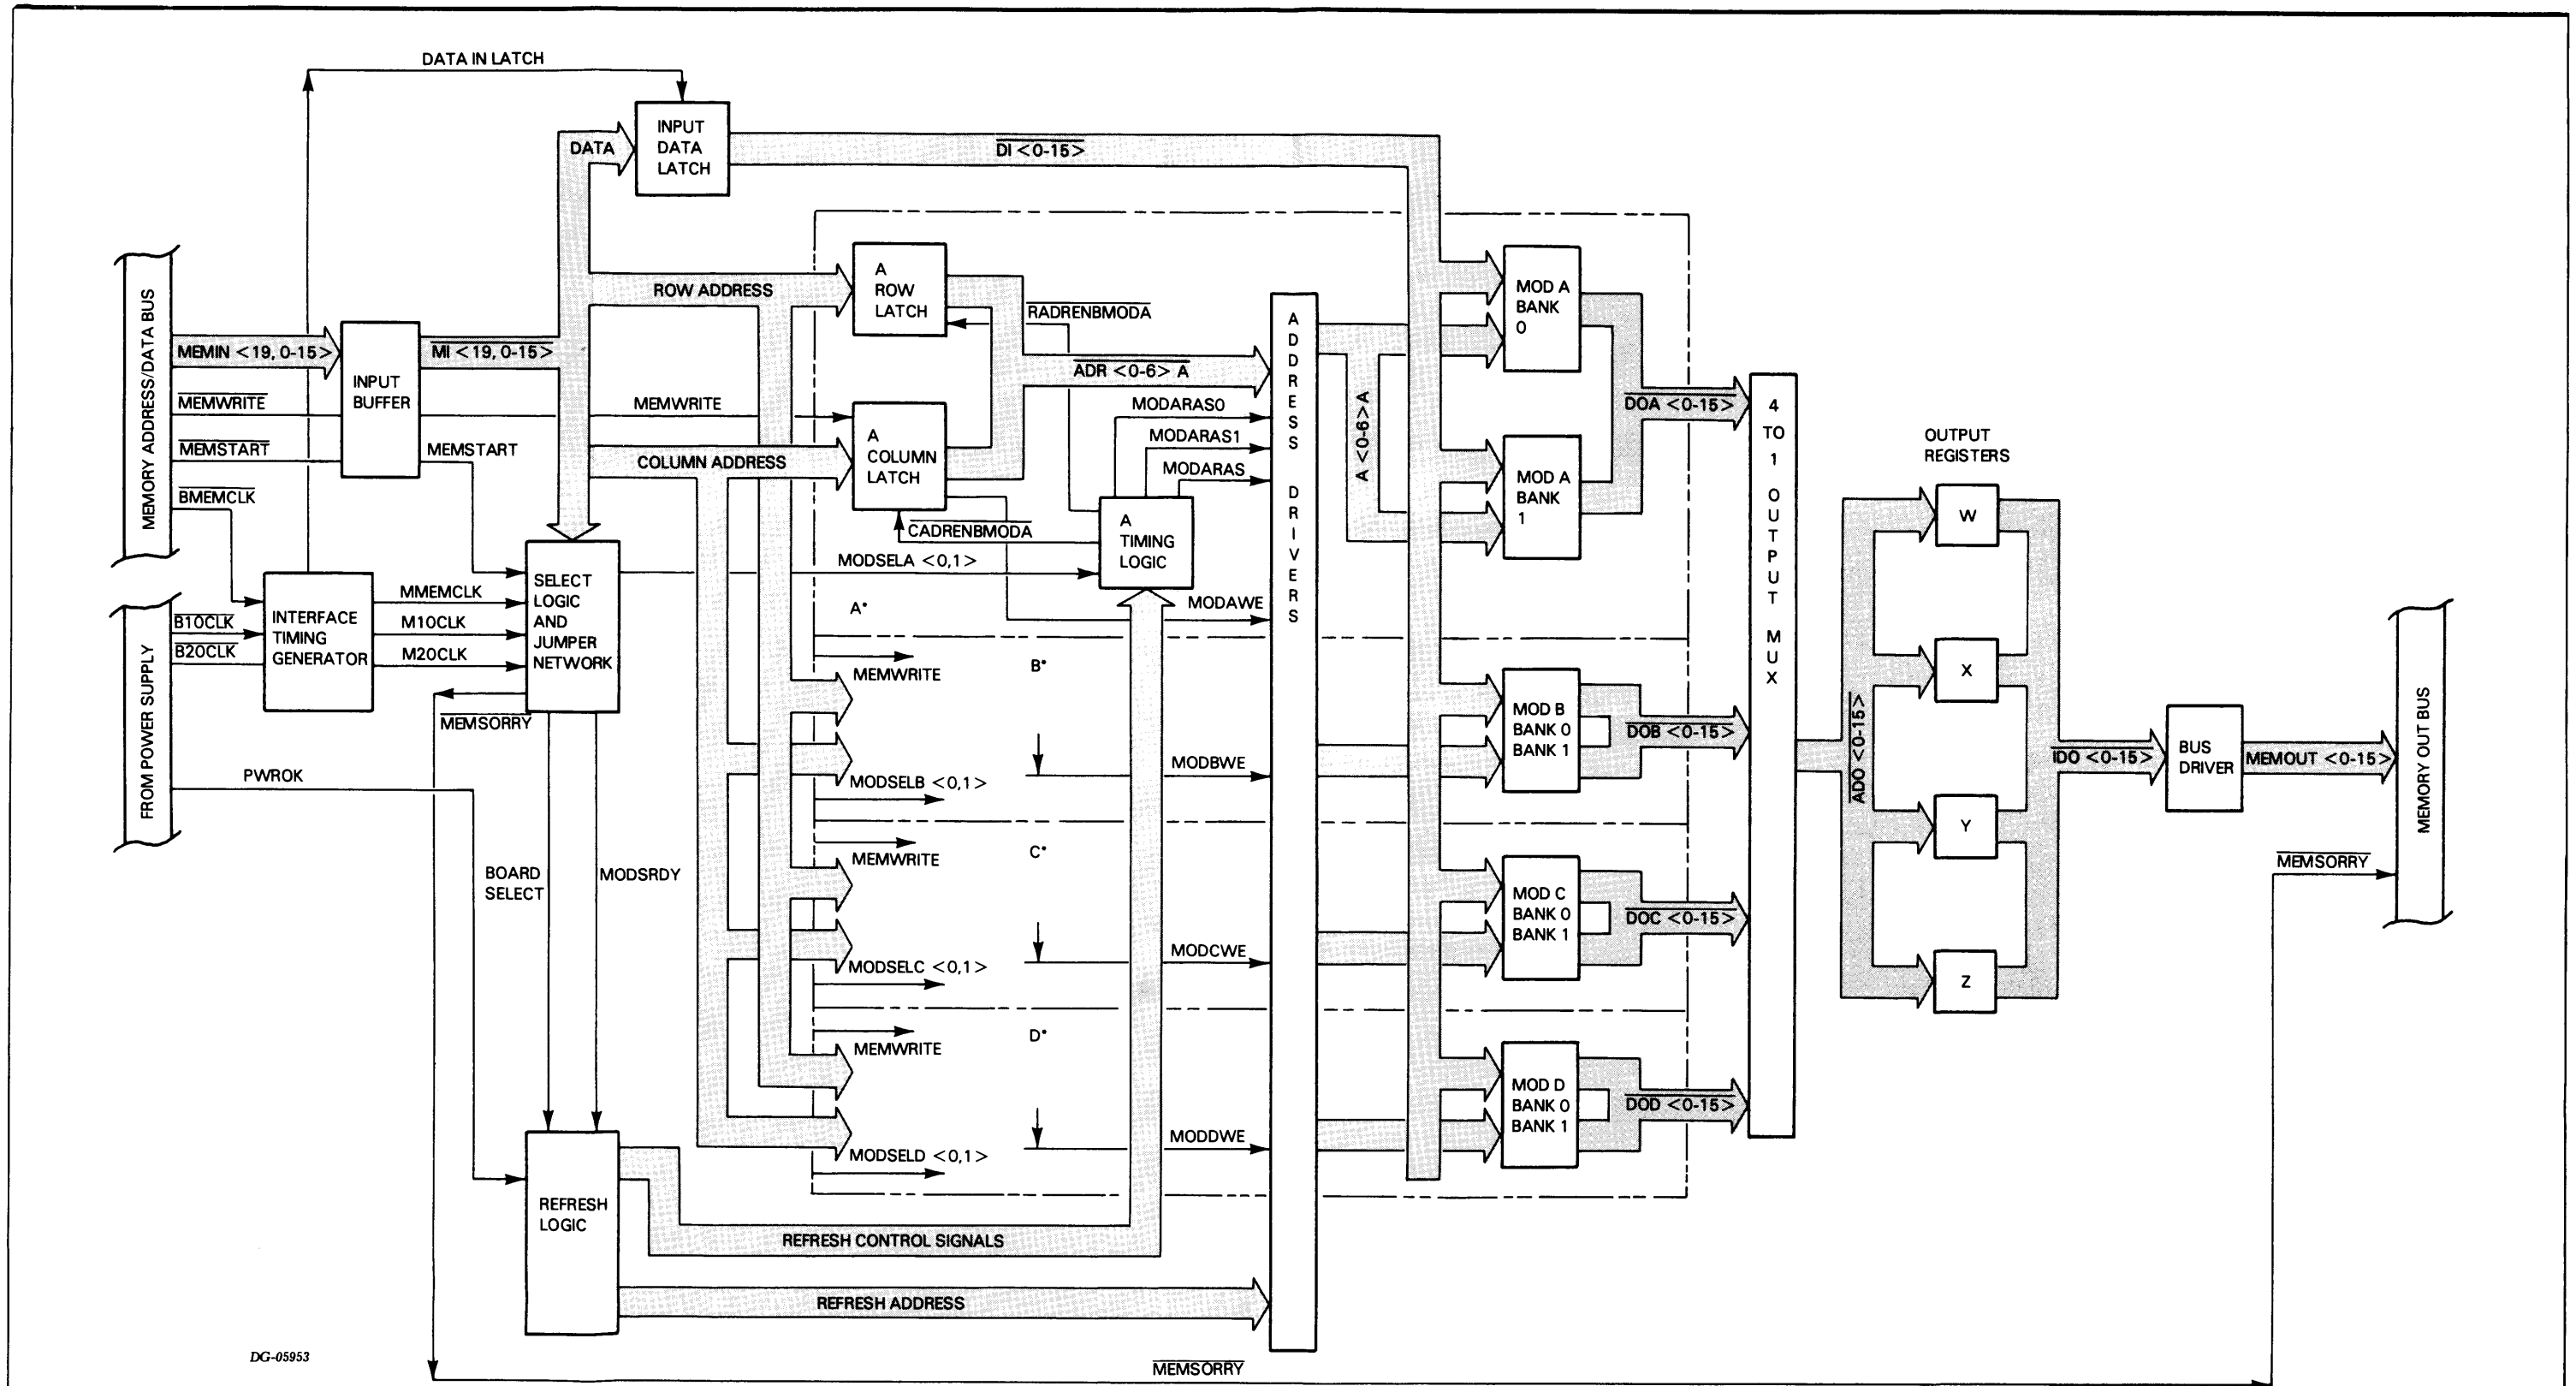 DATA IN LATCH
INPUT
DATA
LATCH
DATA
DI <0-15>
MEMORY ADDRESS/DATA BUS
MEMIN <19, 0-15>
MEMWRITE
MEMSTART
BMEMCLK
INPUT
BUFFER
MI <19, 0-15>
MEMSTART
ROW ADDRESS
MEMWRITE
COLUMN ADDRESS
A
ROW
LATCH
A
COLUMN
LATCH
RADRENBMODA
ADR <0-6> A
MODARAS0
MODARAS1
MODARAS
CADRENBMODA
A
TIMING
LOGIC
MODSELA <0,1>
MODAWE
A*
ADDRESS DRIVERS
A <0-6> A
MOD A
BANK
0
MOD A
BANK
1
DOA <0-15>
4
TO
1
OUTPUT
MUX
OUTPUT
REGISTERS
W
X
Y
Z
ADO <0-15>
IDO <0-15>
BUS
DRIVER
MEMOUT <0-15>
MEMORY OUT BUS
MEMSORRY
FROM POWER SUPPLY
B10CLK
B20CLK
PWROK
INTERFACE
TIMING
GENERATOR
MMEMCLK
M10CLK
M20CLK
SELECT
LOGIC
AND
JUMPER
NETWORK
MEMSORRY
BOARD
SELECT
MODSRDY
MEMWRITE
B*
MODSELB <0,1>
MODBWE
MOD B
BANK 0
BANK 1
DOB <0-15>
MEMWRITE
C*
MODSELC <0,1>
MODCWE
MOD C
BANK 0
BANK 1
DOC <0-15>
MEMWRITE
D*
MODSELD <0,1>
MODDWE
MOD D
BANK 0
BANK 1
DOD <0-15>
REFRESH
LOGIC
REFRESH CONTROL SIGNALS
REFRESH ADDRESS
DG-05953
MEMSORRY